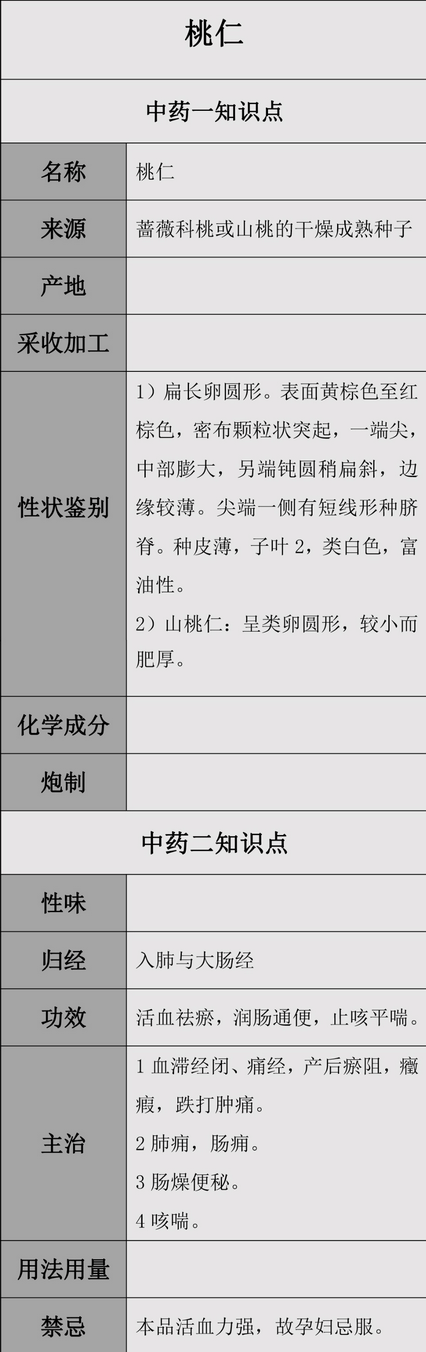 桃仁
中药一知识点
名称
桃仁
来源
蔷薇科桃或山桃的干燥成熟种子
产地
采收加工
性状鉴别
1）扁长卵圆形。表面黄棕色至红
棕色，密布颗粒状突起，一端尖，
中部膨大，另端钝圆稍扁斜，边
缘较薄。尖端一侧有短线形种脐
脊。种皮薄，子叶 2，类白色，富
油性。
2）山桃仁：呈类卵圆形，较小而
肥厚。
化学成分
炮制
中药二知识点
性味
归经
入肺与大肠经
功效
活血祛瘀，润肠通便，止咳平喘。
主治
1 血滞经闭、痛经，产后瘀阻，癥
瘕，跌打肿痛。
2 肺痈，肠痈。
3 肠燥便秘。
4 咳喘。
用法用量
禁忌
本品活血力强，故孕妇忌服。